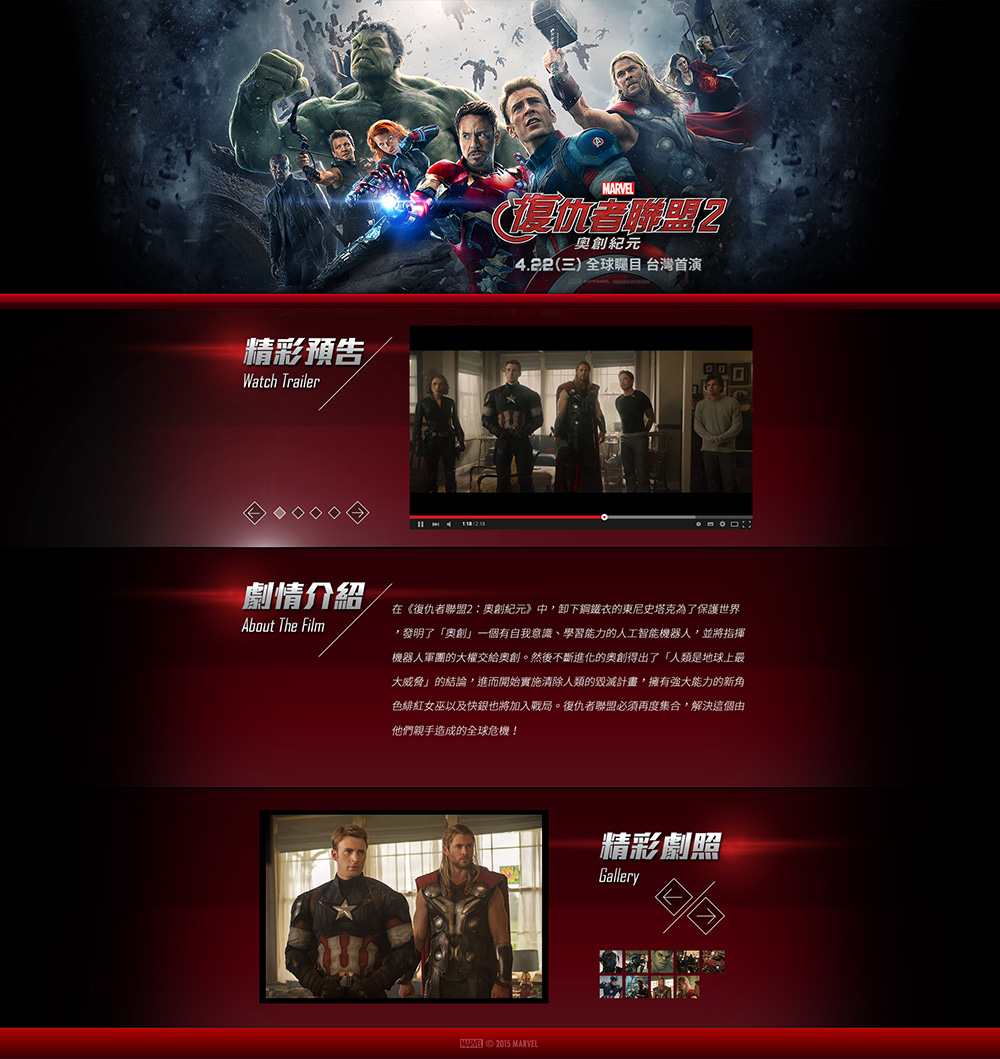 MARVEL
復仇者聯盟2
奧創紀元
4.22(三) 全球矚目 台灣首演
精彩預告
Watch Trailer
1:18 / 2:18
劇情介紹
About The Film
在《復仇者聯盟2：奧創紀元》中，卸下鋼鐵衣的東尼史塔克為了保護世界
，發明了「奧創」一個有自我意識、學習能力的人工智能機器人，並將指揮
機器人軍團的大權交給奧創。然後不斷進化的奧創得出了「人類是地球上最
大威脅」的結論，進而開始實施清除人類的毀滅計畫，擁有強大能力的新角
色緋紅女巫以及快銀也將加入戰局。復仇者聯盟必須再度集合，解決這個由
他們親手造成的全球危機！
精彩劇照
Gallery
MARVEL © 2015 MARVEL